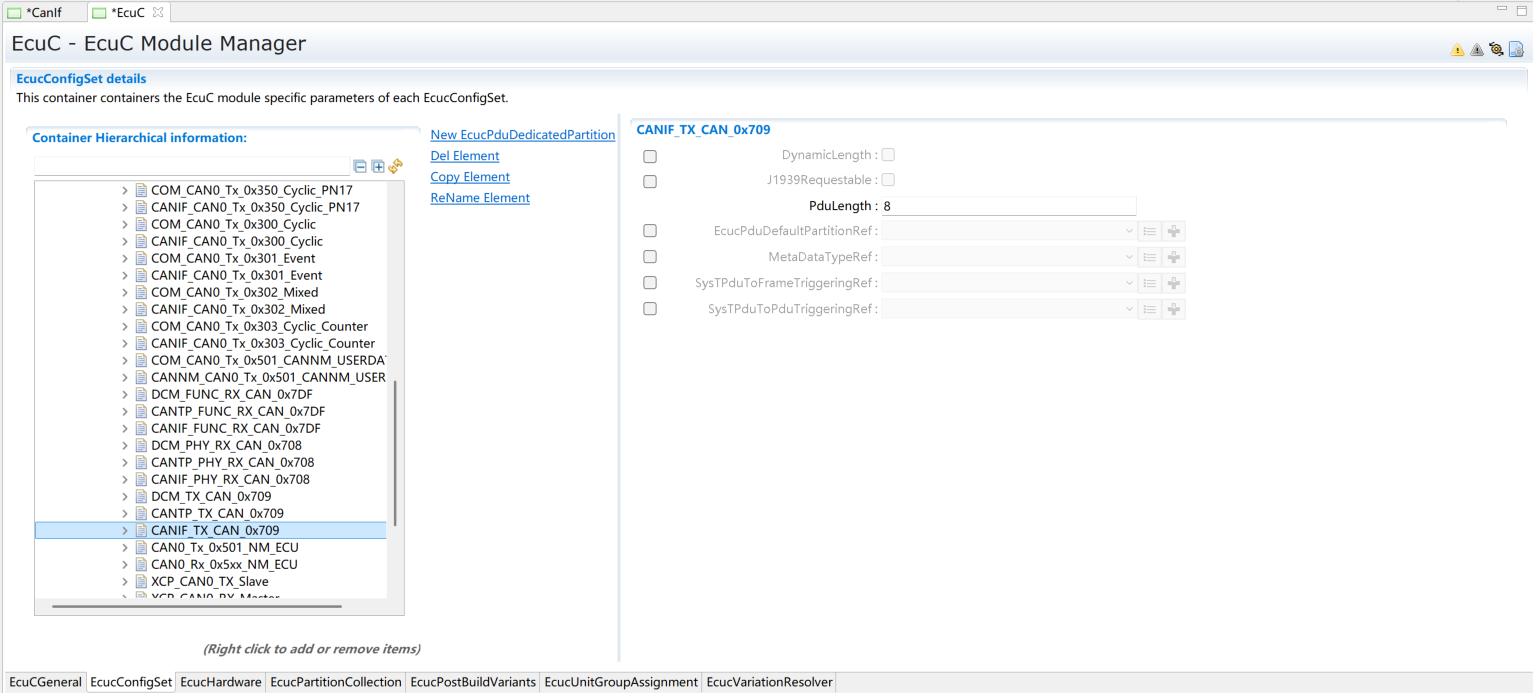 *CanIf
*EcuC
EcuC - EcuC Module Manager
EcucConfigSet details
This container containers the EcuC module specific parameters of each EcucConfigSet.
Container Hierarchical information:
COM_CAN0_Tx_0x350_Cyclic_PN17
CANIF_CAN0_Tx_0x350_Cyclic_PN17
COM_CAN0_Tx_0x300_Cyclic
CANIF_CAN0_Tx_0x300_Cyclic
COM_CAN0_Tx_0x301_Event
CANIF_CAN0_Tx_0x301_Event
COM_CAN0_Tx_0x302_Mixed
CANIF_CAN0_Tx_0x302_Mixed
COM_CAN0_Tx_0x303_Cyclic_Counter
CANIF_CAN0_Tx_0x303_Cyclic_Counter
COM_CAN0_Tx_0x501_CANNM_USERDA
CANNM_CAN0_Tx_0x501_CANNM_USER
DCM_FUNC_RX_CAN_0x7DF
CANTP_FUNC_RX_CAN_0x7DF
CANIF_FUNC_RX_CAN_0x7DF
DCM_PHY_RX_CAN_0x708
CANTP_PHY_RX_CAN_0x708
CANIF_PHY_RX_CAN_0x708
DCM_TX_CAN_0x709
CANTP_TX_CAN_0x709
CANIF_TX_CAN_0x709
CAN0_Tx_0x501_NM_ECU
CAN0_Rx_0x5xx_NM_ECU
XCP_CAN0_TX_Slave
XCP_CAN0_RX_Master
(Right click to add or remove items)
New EcucPduDedicatedPartition
Del Element
Copy Element
ReName Element
CANIF_TX_CAN_0x709
DynamicLength :
J1939Requestable :
PduLength : 8
EcucPduDefaultPartitionRef :
MetaDataTypeRef :
SysTPduToFrameTriggeringRef :
SysTPduToPduTriggeringRef :
EcuCGeneral EcucConfigSet EcucHardware EcucPartitionCollection EcucPostBuildVariants EcucUnitGroupAssignment EcucVariationResolver